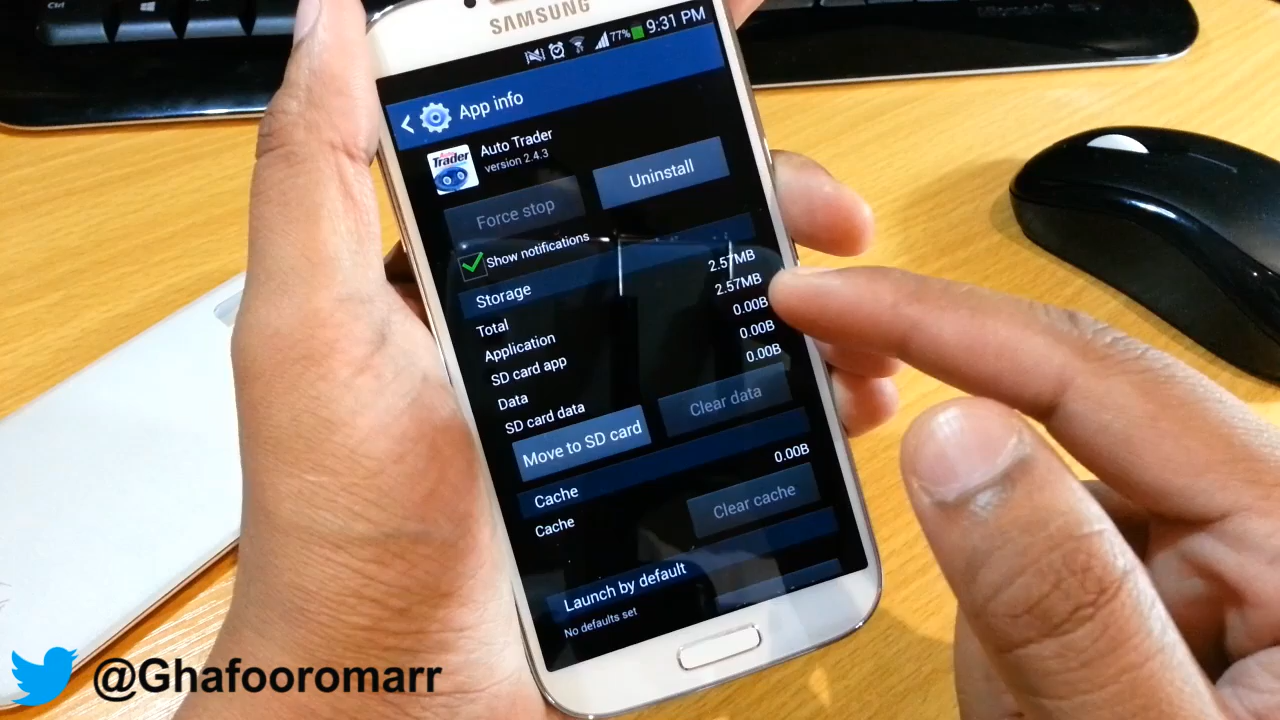 Ctrl
SAMSUNG
77% 9:31 PM
App info
Auto Trader
version 2.4.3
Auto
Trader
Force stop
Uninstall
Show notifications
Storage
Total
2.57MB
Application
2.57MB
SD card app
0.00B
Data
0.00B
SD card data
0.00B
Move to SD card
Clear data
Cache
Cache
0.00B
Clear cache
Launch by default
No defaults set
@Ghafooromarr